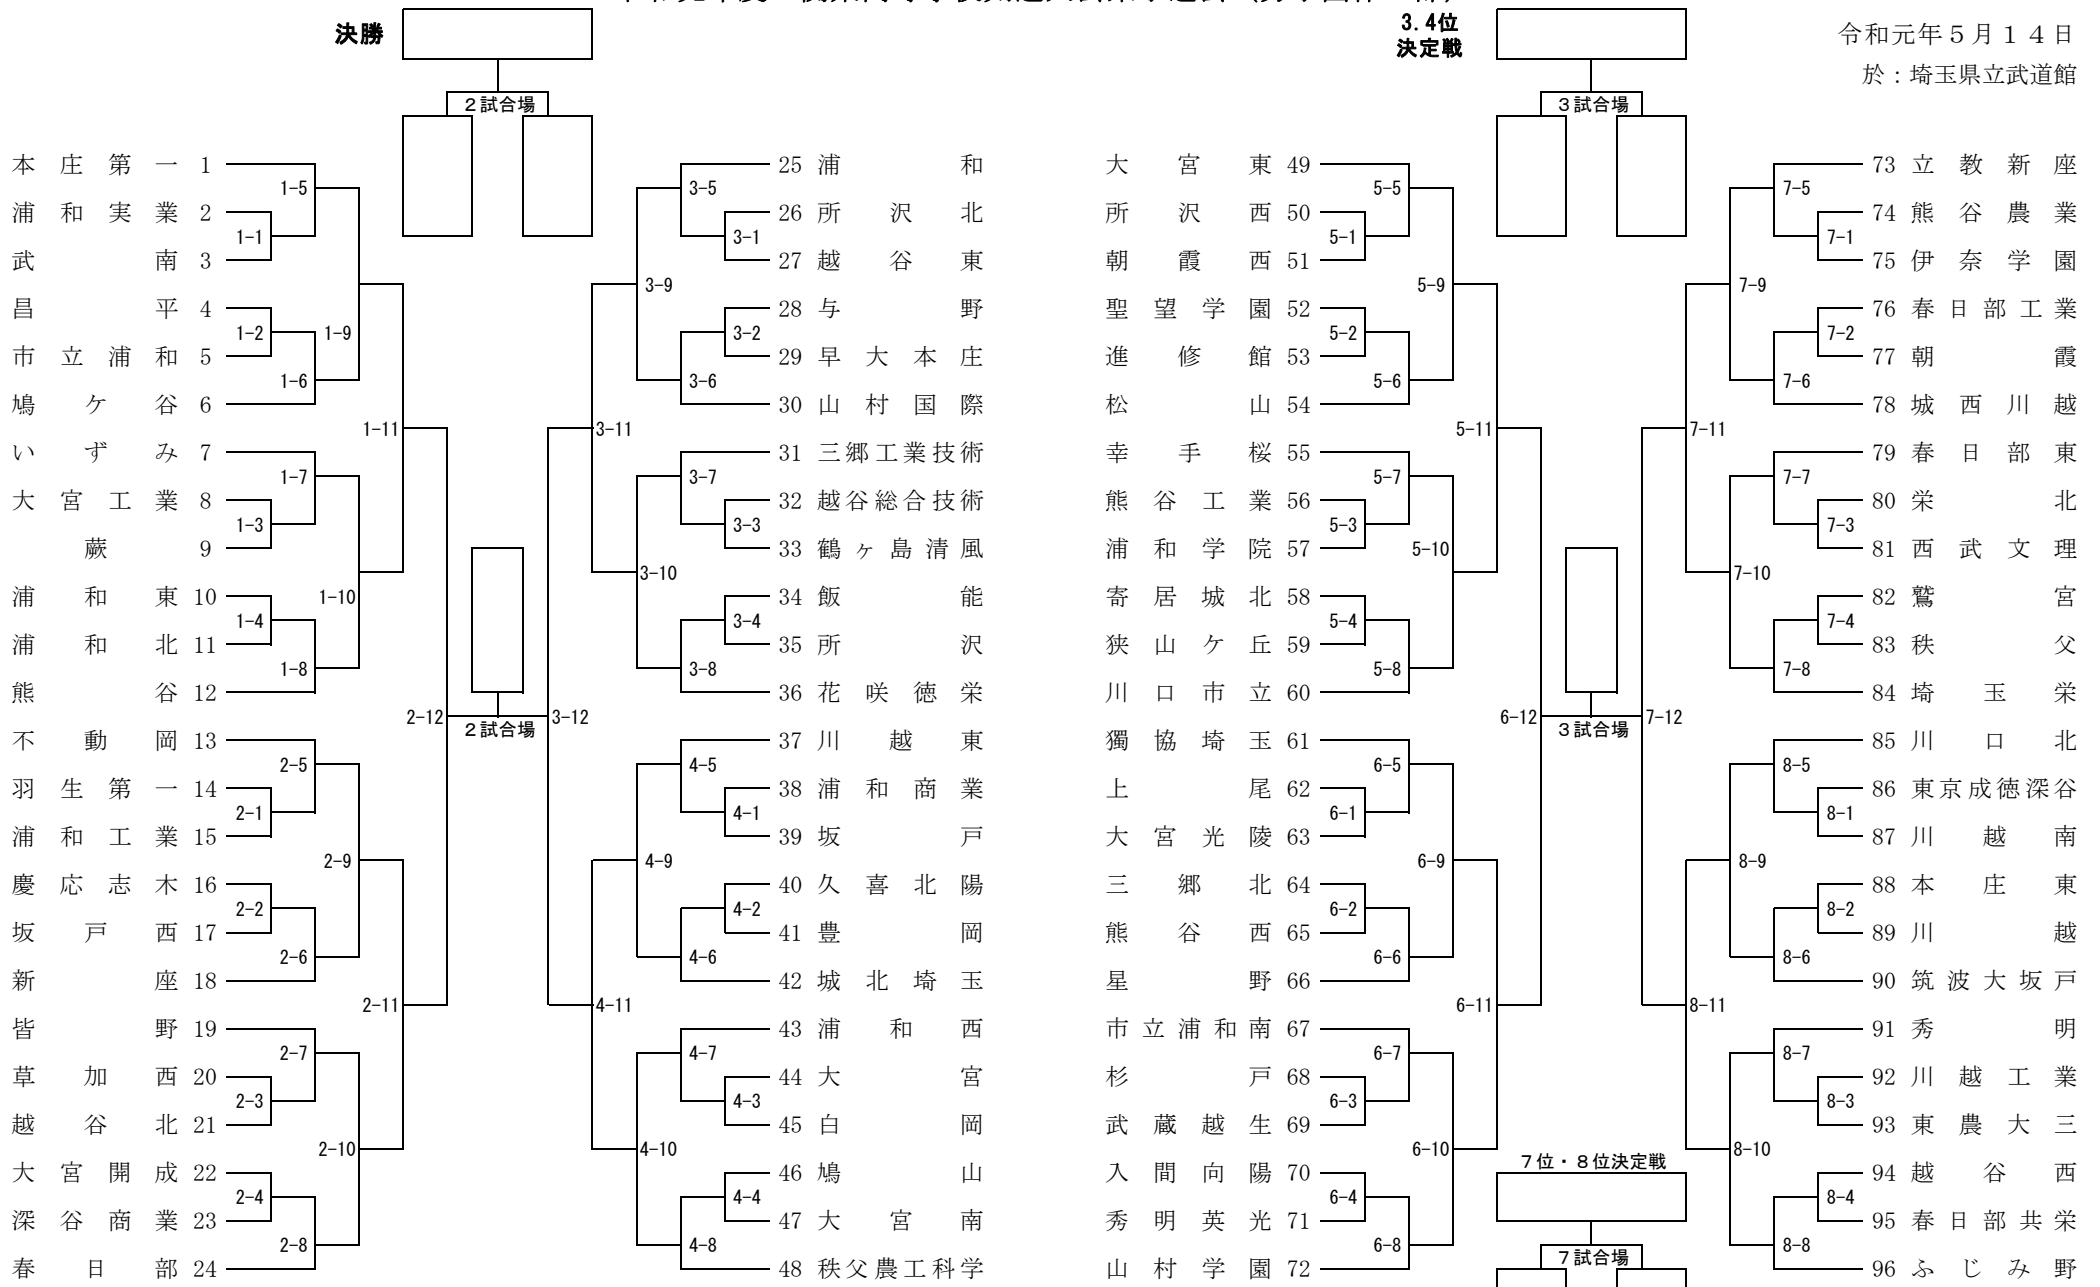 決勝
3.4位
決定戦
令和元年5月14日
於：埼玉県立武道館
2試合場
3試合場
本庄第一 1
浦和実業 2
武南 3
昌平 4
市立浦和 5
鳩ケ谷 6
いずみ 7
大宮工業 8
蕨 9
浦和東 10
浦和北 11
熊谷 12
不動岡 13
羽生第一 14
浦和工業 15
慶応志木 16
坂戸西 17
新座 18
皆野 19
草加西 20
越谷北 21
大宮開成 22
深谷商業 23
春日部 24
1-5
1-1
1-2
1-9
1-6
1-11
1-7
1-3
1-10
1-4
1-8
2-12
2-5
2-1
2-9
2-2
2-6
2-11
2-7
2-3
2-10
2-4
2-8
2試合場
25 浦和
26 所沢北
27 越谷東
28 与野
29 早大本庄
30 山村国際
31 三郷工業技術
32 越谷総合技術
33 鶴ヶ島清風
34 飯能
35 所沢
36 花咲徳栄
37 川越東
38 浦和商業
39 坂戸
40 久喜北陽
41 豊岡
42 城北埼玉
43 浦和西
44 大宮
45 白岡
46 鳩山
47 大宮南
48 秩父農工科学
3-5
3-1
3-9
3-2
3-6
3-11
3-7
3-3
3-10
3-4
3-8
3-12
4-5
4-1
4-9
4-2
4-6
4-11
4-7
4-3
4-10
4-4
4-8
大宮東 49
所沢西 50
朝霞西 51
聖望学園 52
進修館 53
松山 54
幸手桜 55
熊谷工業 56
浦和学院 57
寄居城北 58
狭山ケ丘 59
川口市立 60
獨協埼玉 61
上尾 62
大宮光陵 63
三郷北 64
熊谷西 65
星野 66
市立浦和南 67
杉戸 68
武蔵越生 69
入間向陽 70
秀明英光 71
山村学園 72
5-5
5-1
5-9
5-2
5-6
5-11
5-7
5-3
5-10
5-4
5-8
6-12
6-5
6-1
6-9
6-2
6-6
6-11
6-7
6-3
6-10
6-4
6-8
3試合場
73 立教新座
74 熊谷農業
75 伊奈学園
76 春日部工業
77 朝霞
78 城西川越
79 春日部東
80 栄北
81 西武文理
82 鷲宮
83 秩父
84 埼玉栄
85 川口北
86 東京成徳深谷
87 川越南
88 本庄東
89 川越
90 筑波大坂戸
91 秀明
92 川越工業
93 東農大三
94 越谷西
95 春日部共栄
96 ふじみ野
7-5
7-1
7-9
7-2
7-6
7-11
7-7
7-3
7-10
7-4
7-8
7-12
8-5
8-1
8-9
8-2
8-6
8-11
8-7
8-3
8-10
8-4
8-8
7位・8位決定戦
7試合場